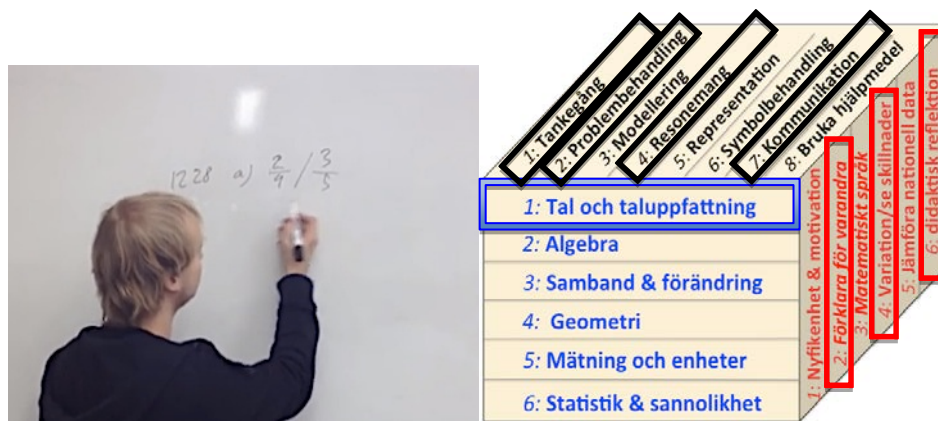 1228 a) 2/9 / 3/5
1: Tankegång
2: Problembehandling
3: Modellering
4: Resonemang
5: Representation
6: Symbolbehandling
7: Kommunikation
8: Bruka hjälpmedel
1: Tal och taluppfattning
2: Algebra
3: Samband & förändring
4: Geometri
5: Mätning och enheter
6: Statistik & sannolikhet
1: Nyfikenhet & motivation
2: Förklara för varandra
3: Matematiskt språk
4: Variation/se skillnader
5: Jämföra nationell data
6: didaktisk reflektion